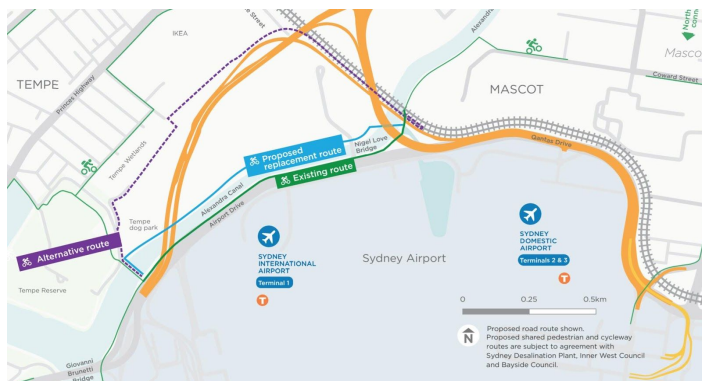 Street
IKEA
Alexandra
North
conn
Masco
Coward Street
TEMPE
Princes Highway
MASCOT
Tempe Wetlands
Proposed
replacement route
Nigel Love
Bridge
Qantas Drive
Existing route
Alexandra Canal
Airport Drive
Tempe
dog park
Alternative route
SYDNEY
INTERNATIONAL
AIRPORT
Terminal 1
T
Sydney Airport
SYDNEY
DOMESTIC
AIRPORT
Terminals 2 & 3
T
Tempe Reserve
0 0.25 0.5km
N
Proposed road route shown.
Proposed shared pedestrian and cycleway
routes are subject to agreement with
Sydney Desalination Plant, Inner West Council
and Bayside Council.
Giovanni
Brunetti
Bridge